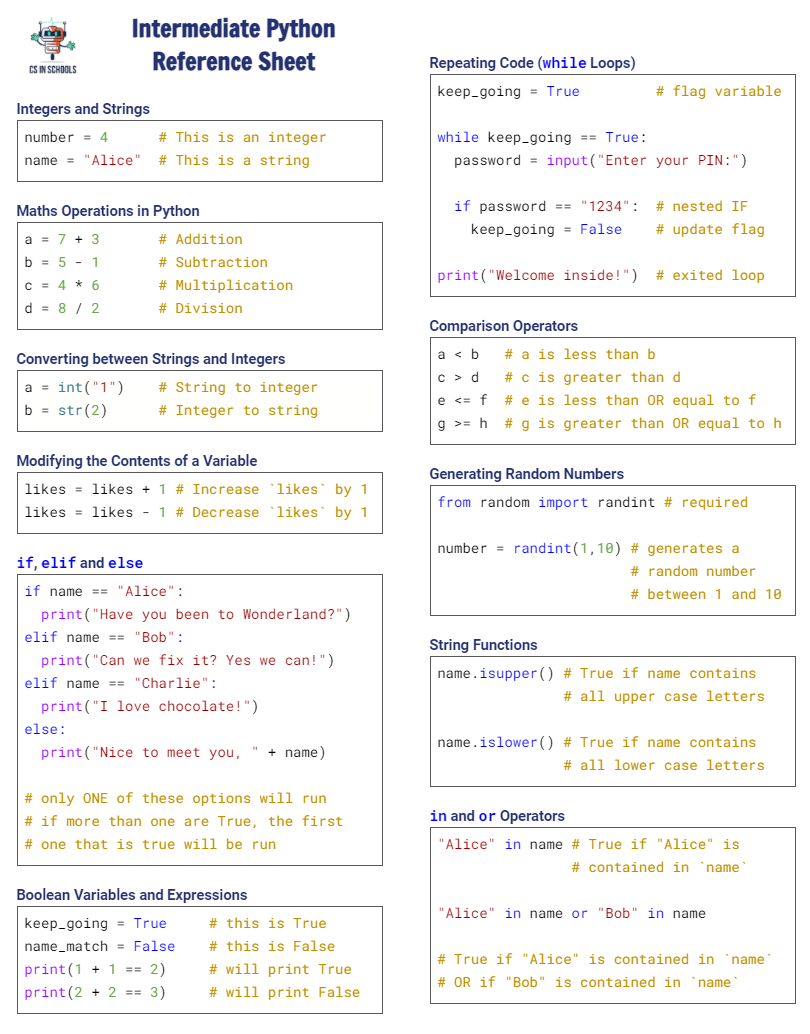 CS IN SCHOOLS
Intermediate Python
Reference Sheet
Integers and Strings
number = 4      # This is an integer
name = "Alice"  # This is a string
Maths Operations in Python
a = 7 + 3       # Addition
b = 5 - 1       # Subtraction
c = 4 * 6       # Multiplication
d = 8 / 2       # Division
Converting between Strings and Integers
a = int("1")    # String to integer
b = str(2)      # Integer to string
Modifying the Contents of a Variable
likes = likes + 1 # Increase `likes` by 1
likes = likes - 1 # Decrease `likes` by 1
if, elif and else
if name == "Alice":
  print("Have you been to Wonderland?")
elif name == "Bob":
  print("Can we fix it? Yes we can!")
elif name == "Charlie":
  print("I love chocolate!")
else:
  print("Nice to meet you, " + name)
# only ONE of these options will run
# if more than one are True, the first
# one that is true will be run
Boolean Variables and Expressions
keep_going = True     # this is True
name_match = False    # this is False
print(1 + 1 == 2)     # will print True
print(2 + 2 == 3)     # will print False
Repeating Code (while Loops)
keep_going = True         # flag variable
while keep_going == True:
  password = input("Enter your PIN:")
  if password == "1234":  # nested IF
    keep_going = False    # update flag
print("Welcome inside!")  # exited loop
Comparison Operators
a < b   # a is less than b
c > d   # c is greater than d
e <= f  # e is less than OR equal to f
g >= h  # g is greater than OR equal to h
Generating Random Numbers
from random import randint # required
number = randint(1,10) # generates a
                       # random number
                       # between 1 and 10
String Functions
name.isupper() # True if name contains
               # all upper case letters
name.islower() # True if name contains
               # all lower case letters
in and or Operators
"Alice" in name # True if "Alice" is
                # contained in `name`
"Alice" in name or "Bob" in name
# True if "Alice" is contained in `name`
# OR if "Bob" is contained in `name`